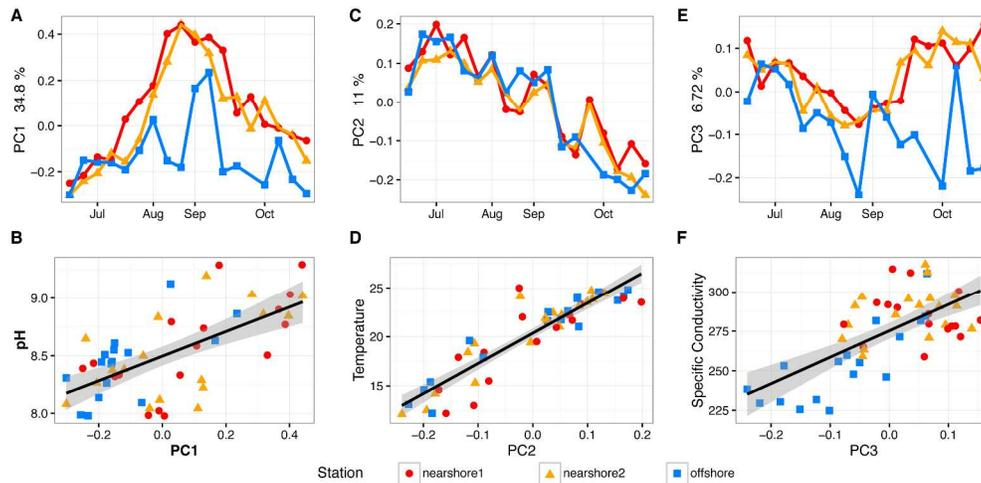 A
C
E
PC1 34.8 %
0.4
0.2
0.0
−0.2
Jul Aug Sep Oct
PC2 11 %
0.2
0.1
0.0
−0.1
−0.2
Jul Aug Sep Oct
PC3 6.72 %
0.1
0.0
−0.1
−0.2
Jul Aug Sep Oct
B
D
F
pH
9.0
8.5
8.0
−0.2 0.0 0.2 0.4
PC1
Temperature
25
20
15
−0.2 −0.1 0.0 0.1 0.2
PC2
Specific Conductivity
300
275
250
225
−0.2 −0.1 0.0 0.1
PC3
Station nearshore1 nearshore2 offshore